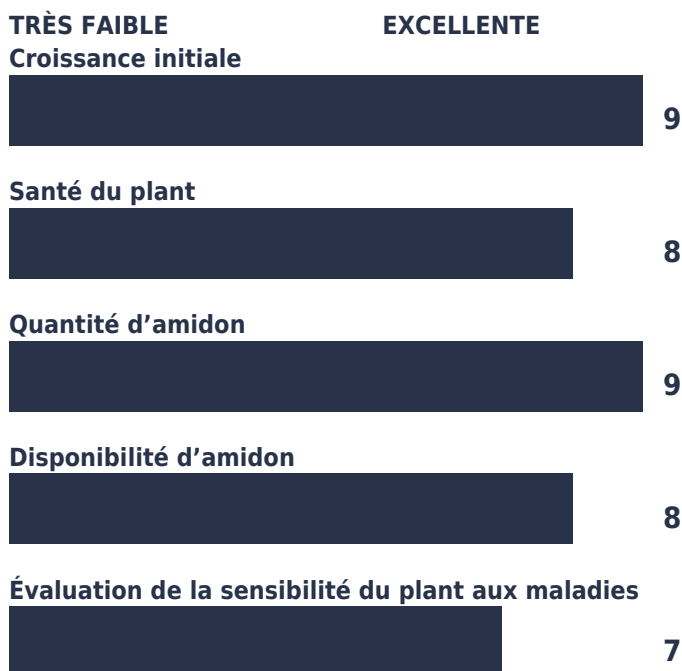 TRÈS FAIBLE EXCELLENTE
Croissance initiale
9
Santé du plant
8
Quantité d’amidon
9
Disponibilité d’amidon
8
Évaluation de la sensibilité du plant aux maladies
7